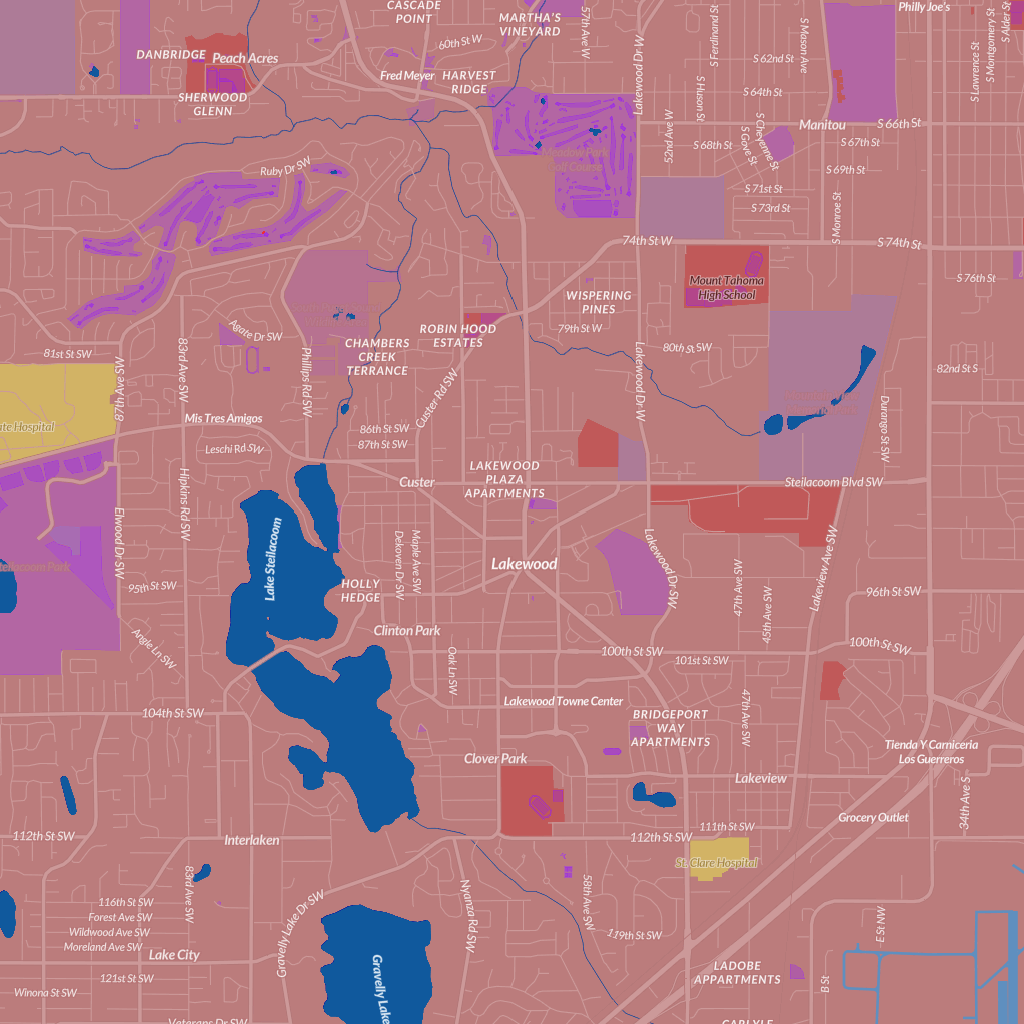 CASCADE
POINT
MARTHA'S
VINEYARD
57th Ave W
Philly Joe's
S Alder St
S Montgomery St
S Lawrence St
S Ferdinand St
S Mason Ave
60th St W
DANBRIDGE
Peach Acres
Lakewood Dr W
S 62nd St
Fred Meyer
HARVEST
RIDGE
S Huson St
S 64th St
SHERWOOD
GLENN
52nd Ave W
S Cheyenne St
S Gove St
Manitou
S 66th St
S 67th St
S 68th St
S 69th St
Ruby Dr SW
S 71st St
S 73rd St
S Monroe St
74th St W
S 74th St
S 76th St
Mount Tahoma
High School
WISPERING
PINES
79th St W
80th St SW
Agate Dr SW
ROBIN HOOD
ESTATES
CHAMBERS
CREEK
TERRANCE
81st St SW
83rd Ave SW
87th Ave SW
Phillips Rd SW
Custer Rd SW
Lakewood Dr W
82nd St S
Durango St SW
Mis Tres Amigos
86th St SW
87th St SW
Leschi Rd SW
Hipkins Rd SW
LAKEWOOD
PLAZA
APARTMENTS
Custer
Steilacoom Blvd SW
Elwood Dr SW
Lake Steilacoom
Dekoven Dr SW
Maple Ave SW
Lakewood
Lakewood Dr SW
47th Ave SW
45th Ave SW
Lakeview Ave SW
95th St SW
HOLLY
HEDGE
96th St SW
Angle Ln SW
Clinton Park
Oak Ln SW
100th St SW
101st St SW
100th St SW
104th St SW
Lakewood Towne Center
47th Ave SW
BRIDGEPORT
WAY
APARTMENTS
Tienda Y Carniceria
Los Guerreros
Clover Park
Lakeview
34th Ave S
Grocery Outlet
112th St SW
Interlaken
112th St SW
111th St SW
St. Clare Hospital
83rd Ave SW
116th St SW
Forest Ave SW
Wildwood Ave SW
Moreland Ave SW
Gravelly Lake Dr SW
Nyanza Rd SW
58th Ave SW
119th St SW
E St NW
Lake City
121st St SW
Winona St SW
Gravelly Lake
LADOBE
APARTMENTS
B St
Veterans Dr SW
CARLYLE